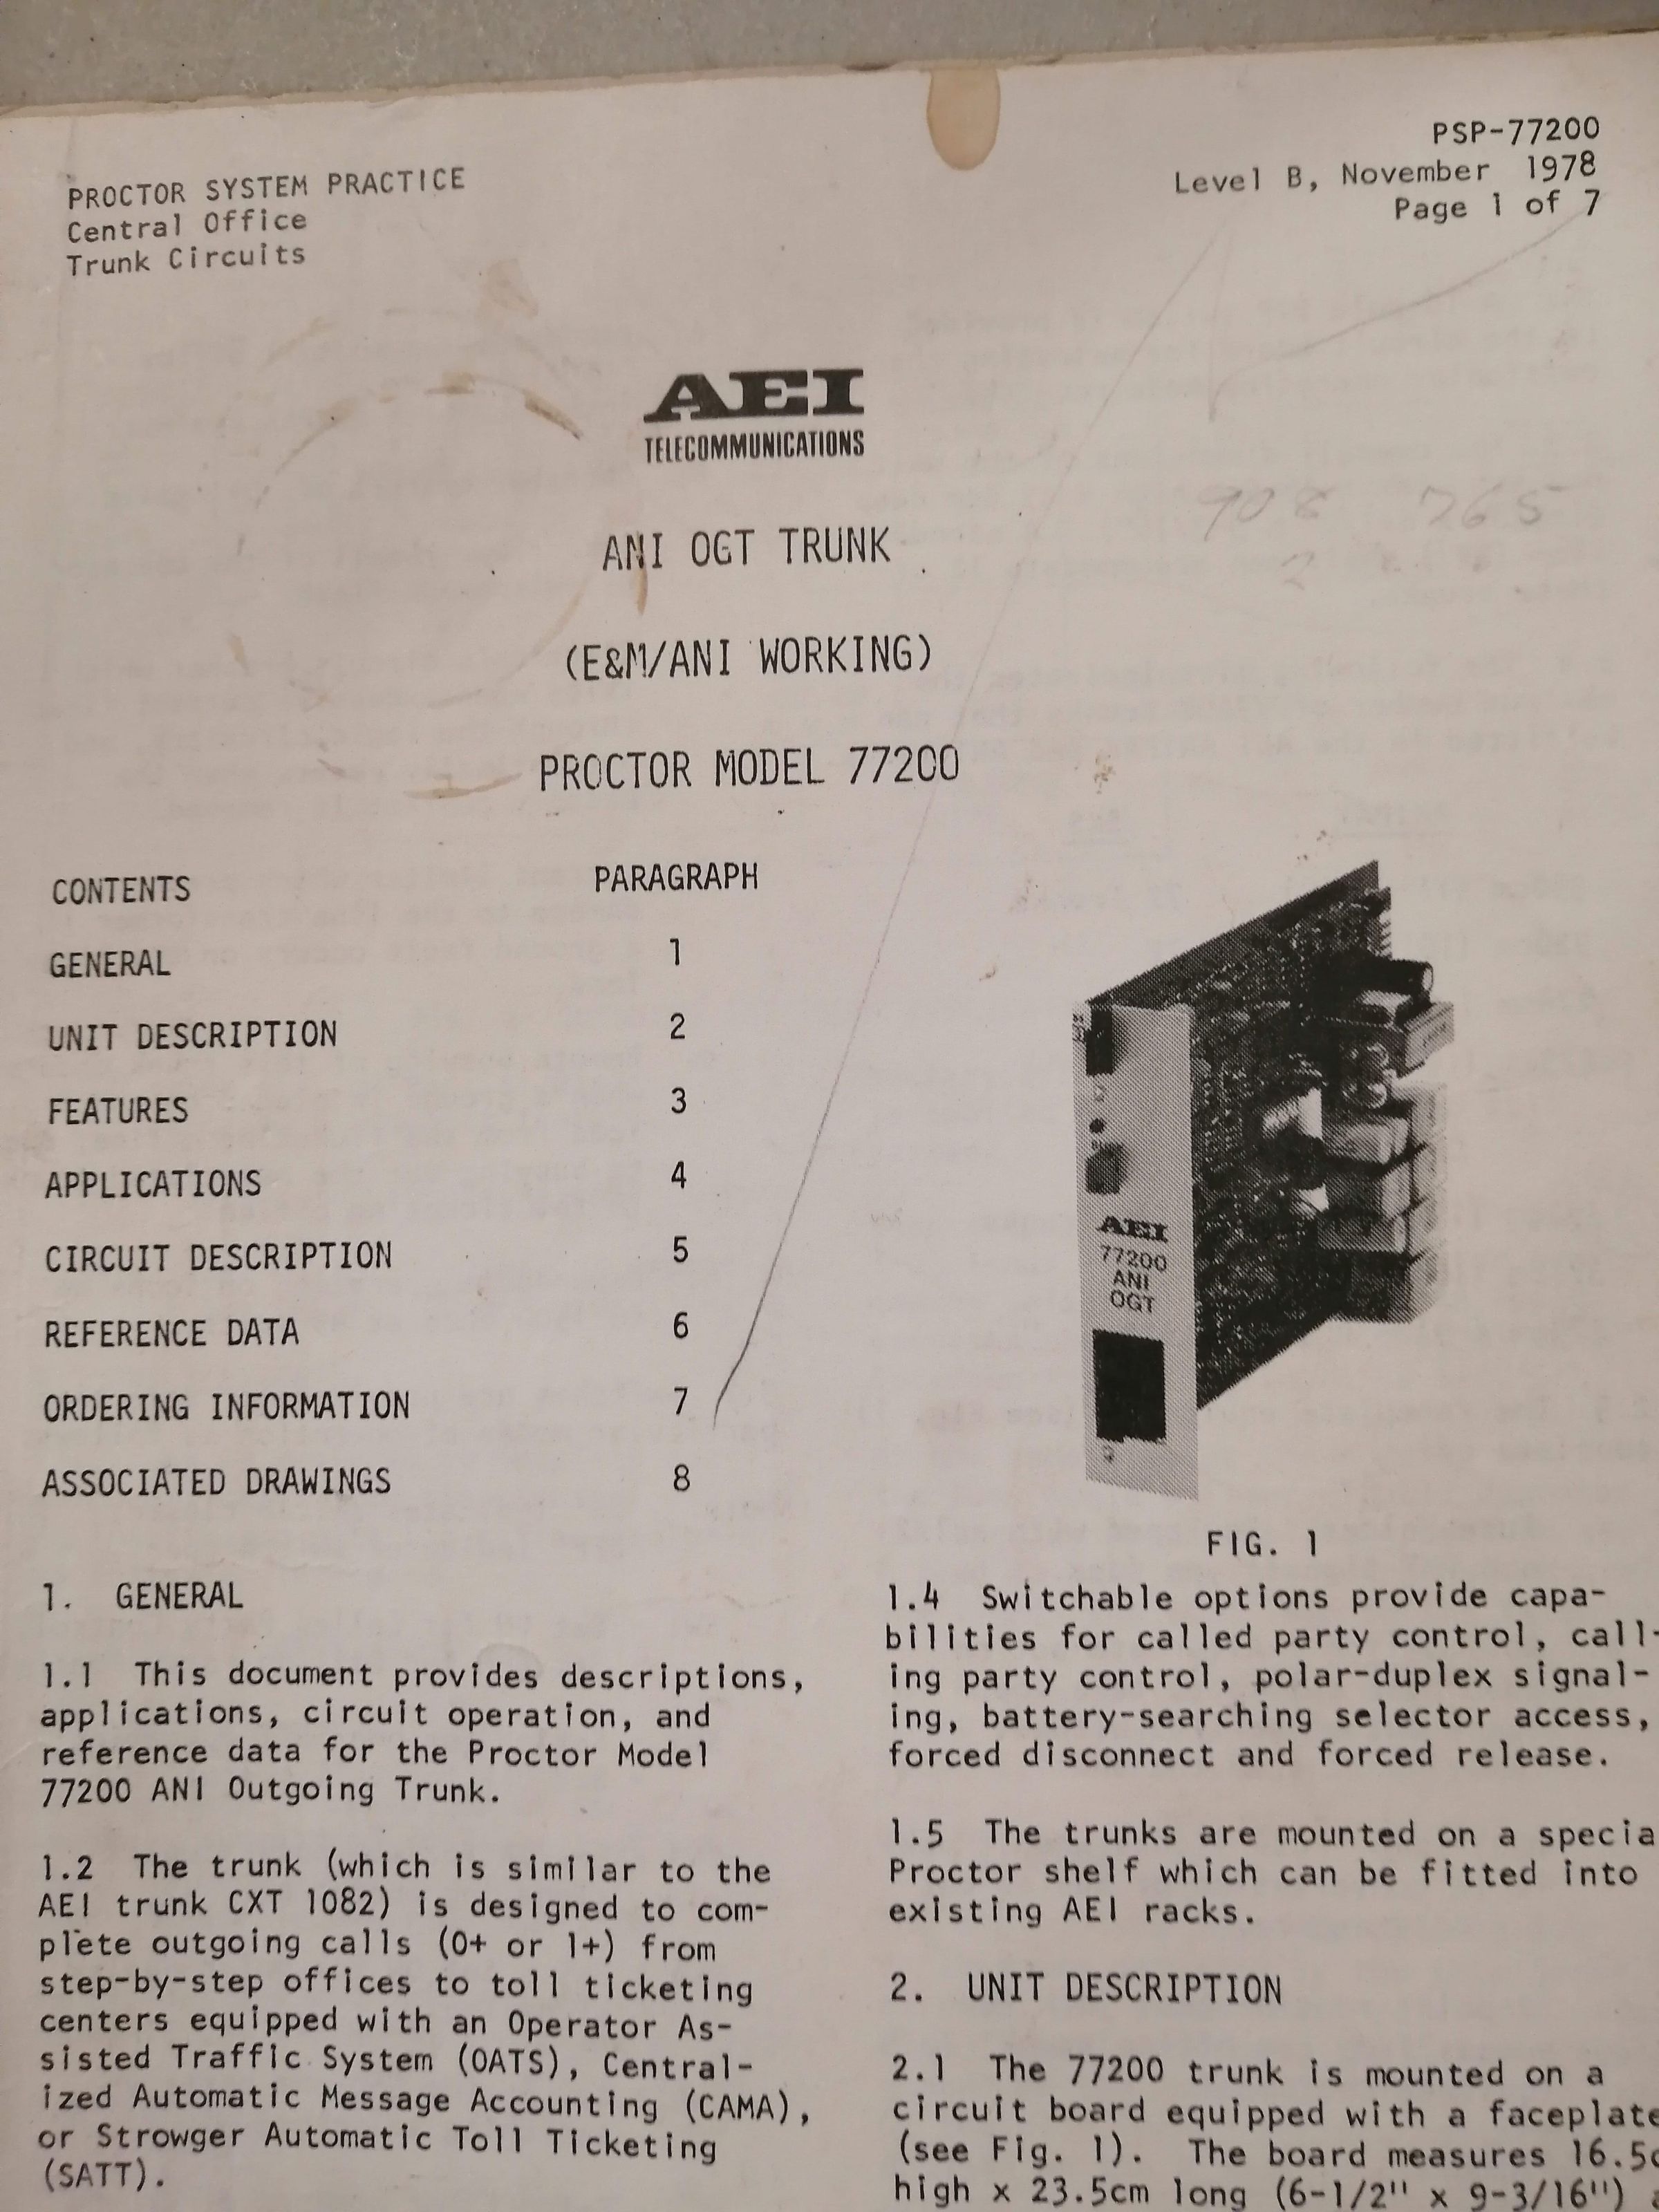 PROCTOR SYSTEM PRACTICE
Central Office
Trunk Circuits
PSP-77200
Level B, November 1978
Page 1 of 7
AEI
TELECOMMUNICATIONS
908 765
ANI OGT TRUNK
(E&M/ANI WORKING)
PROCTOR MODEL 77200
CONTENTS PARAGRAPH
GENERAL 1
UNIT DESCRIPTION 2
FEATURES 3
APPLICATIONS 4
CIRCUIT DESCRIPTION 5
REFERENCE DATA 6
ORDERING INFORMATION 7
ASSOCIATED DRAWINGS 8
AEI
77200
ANI
OGT
FIG. 1
1. GENERAL
1.1 This document provides descriptions,
applications, circuit operation, and
reference data for the Proctor Model
77200 ANI Outgoing Trunk.
1.2 The trunk (which is similar to the
AEI trunk CXT 1082) is designed to com-
plete outgoing calls (0+ or 1+) from
step-by-step offices to toll ticketing
centers equipped with an Operator As-
sisted Traffic System (OATS), Central-
ized Automatic Message Accounting (CAMA),
or Strowger Automatic Toll Ticketing
(SATT).
1.4 Switchable options provide capa-
bilities for called party control, call-
ing party control, polar-duplex signal-
ing, battery-searching selector access,
forced disconnect and forced release.
1.5 The trunks are mounted on a specia
Proctor shelf which can be fitted into
existing AEI racks.
2. UNIT DESCRIPTION
2.1 The 77200 trunk is mounted on a
circuit board equipped with a faceplate
(see Fig. 1). The board measures 16.5c
high x 23.5cm long (6-1/2" x 9-3/16")